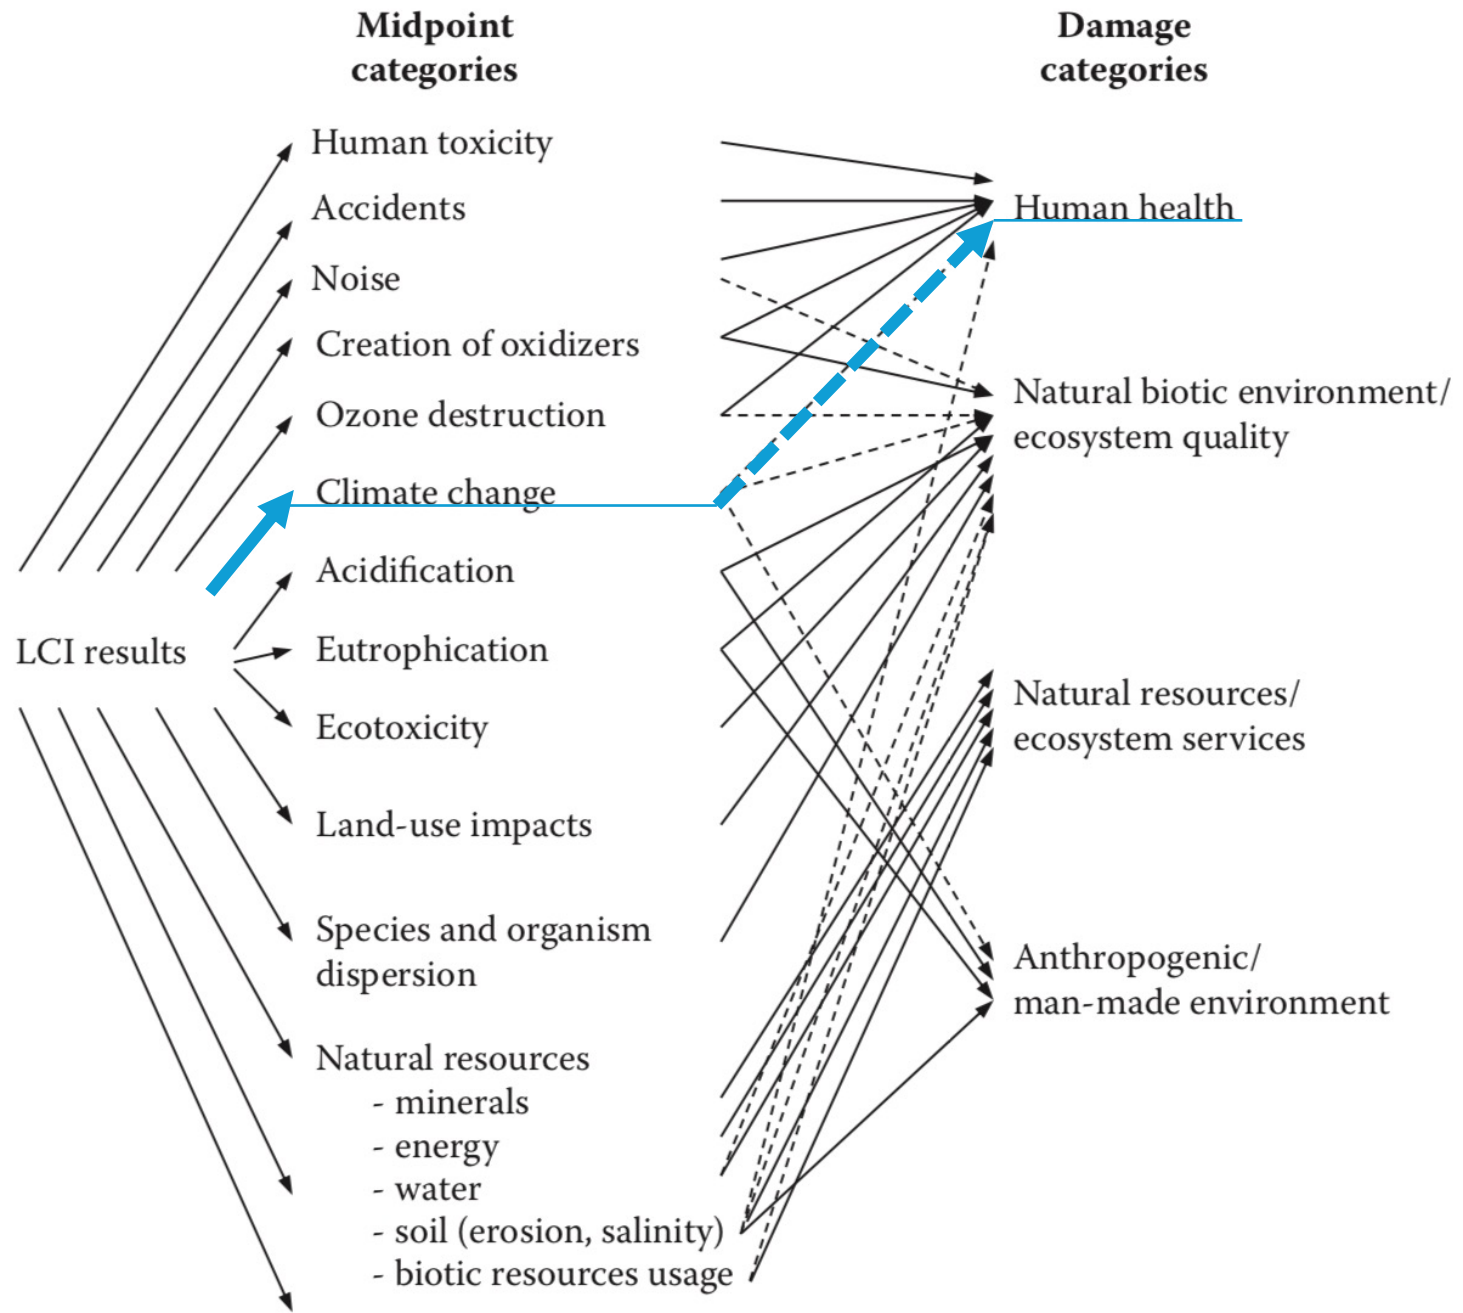 Midpoint
categories
Damage
categories
Human toxicity
Accidents
Noise
Creation of oxidizers
Ozone destruction
Climate change
Acidification
LCI results
Eutrophication
Ecotoxicity
Land-use impacts
Species and organism
dispersion
Natural resources
- minerals
- energy
- water
- soil (erosion, salinity)
- biotic resources usage
Human health
Natural biotic environment/
ecosystem quality
Natural resources/
ecosystem services
Anthropogenic/
man-made environment